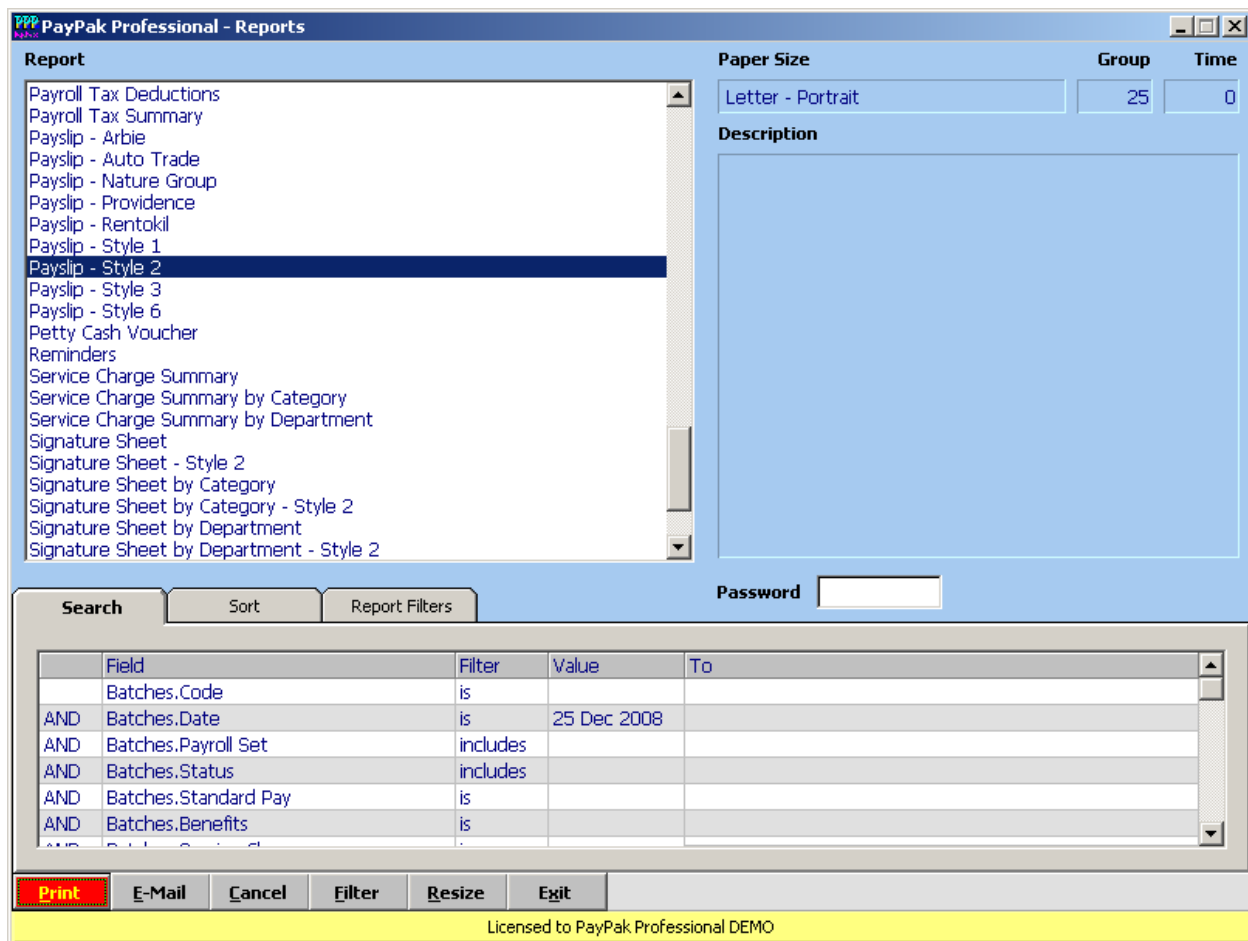 PayPak Professional - Reports
Report
Paper Size Group Time
Payroll Tax Deductions
Payroll Tax Summary
Payslip - Arbie
Payslip - Auto Trade
Payslip - Nature Group
Payslip - Providence
Payslip - Rentokil
Payslip - Style 1
Payslip - Style 2
Payslip - Style 3
Payslip - Style 6
Petty Cash Voucher
Reminders
Service Charge Summary
Service Charge Summary by Category
Service Charge Summary by Department
Signature Sheet
Signature Sheet - Style 2
Signature Sheet by Category
Signature Sheet by Category - Style 2
Signature Sheet by Department
Signature Sheet by Department - Style 2
Letter - Portrait 25 0
Description
Password
Search Sort Report Filters
Field Filter Value To
Batches.Code is
AND Batches.Date is 25 Dec 2008
AND Batches.Payroll Set includes
AND Batches.Status includes
AND Batches.Standard Pay is
AND Batches.Benefits is
Print E-Mail Cancel Filter Resize Exit
Licensed to PayPak Professional DEMO